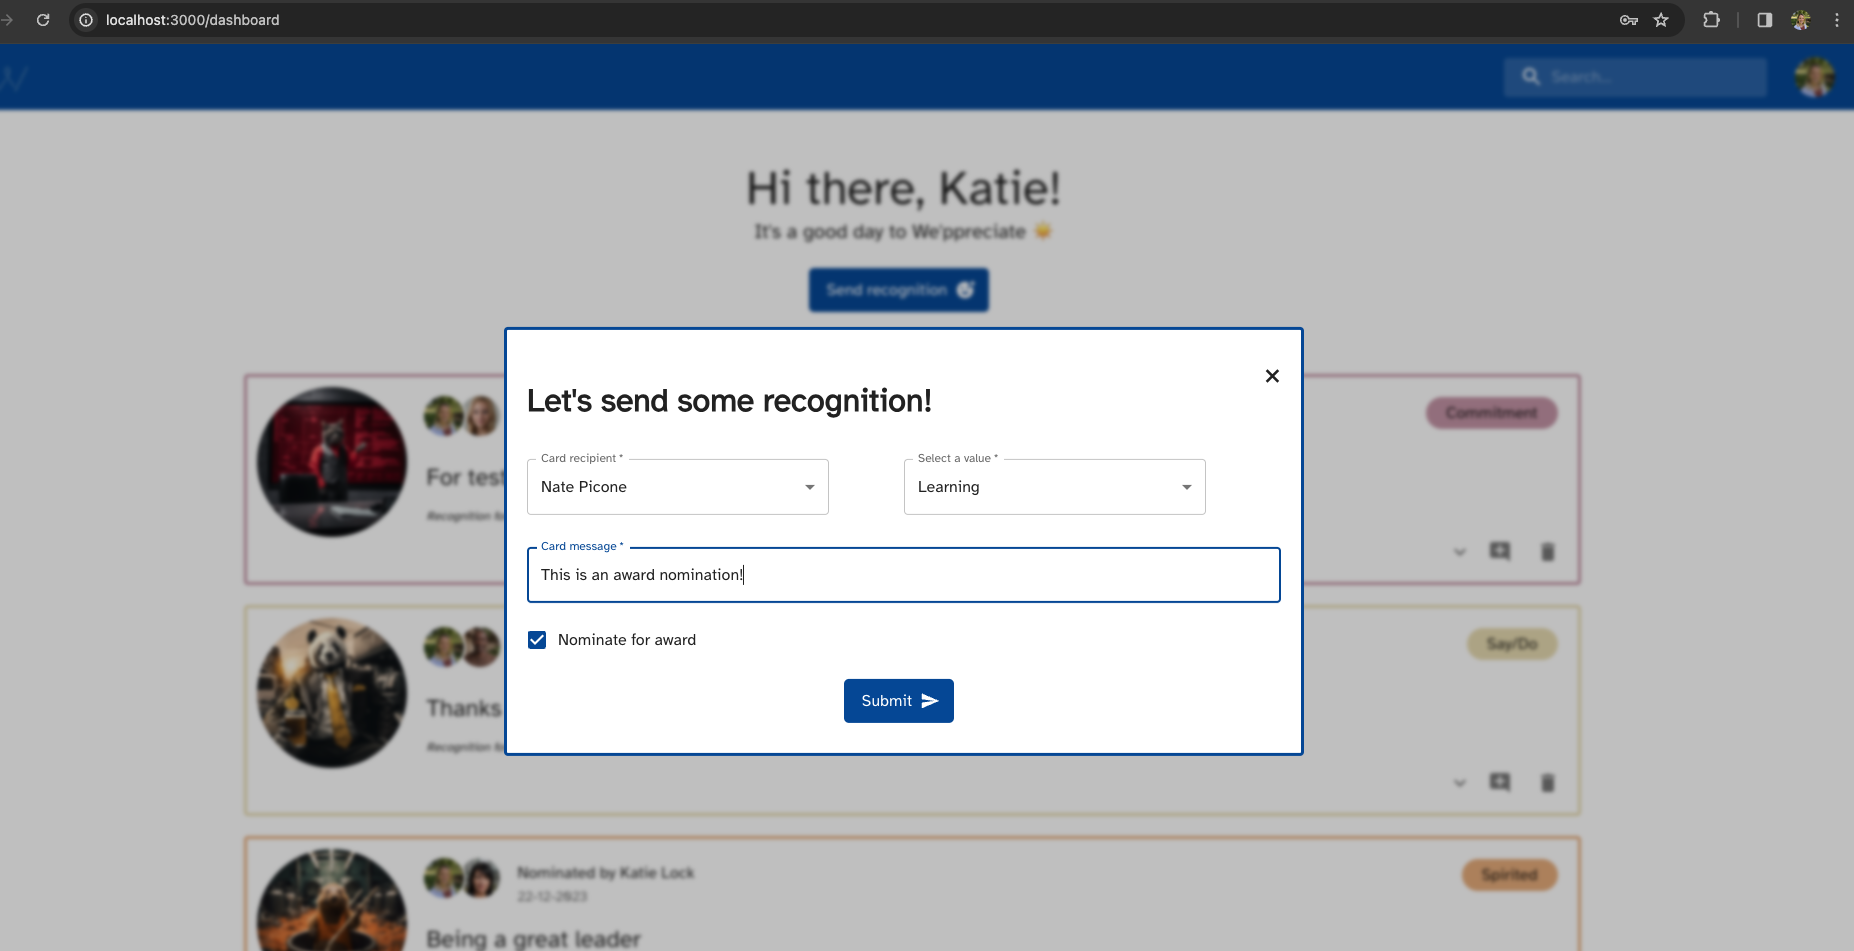 localhost:3000/dashboard
Search...
Hi there, Katie!
It's a good day to We'ppreciate
Send recognition
Let's send some recognition!
Card recipient *
Nate Picone
Select a value *
Learning
Card message *
This is an award nomination!
Nominate for award
Submit
Commitment
For test
Recognition
Say/Do
Thanks
Recognition
Nominated by Katie Lock
22-12-2023
Spirited
Being a great leader